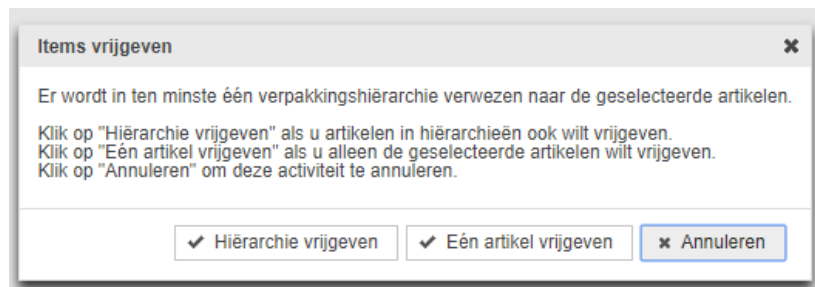 Items vrijgeven
Er wordt in ten minste één verpakkingshiërarchie verwezen naar de geselecteerde artikelen.
Klik op "Hiërarchie vrijgeven" als u artikelen in hiërarchieën ook wilt vrijgeven.
Klik op "Eén artikel vrijgeven" als u alleen de geselecteerde artikelen wilt vrijgeven.
Klik op "Annuleren" om deze activiteit te annuleren.
Hiërarchie vrijgeven
Eén artikel vrijgeven
Annuleren